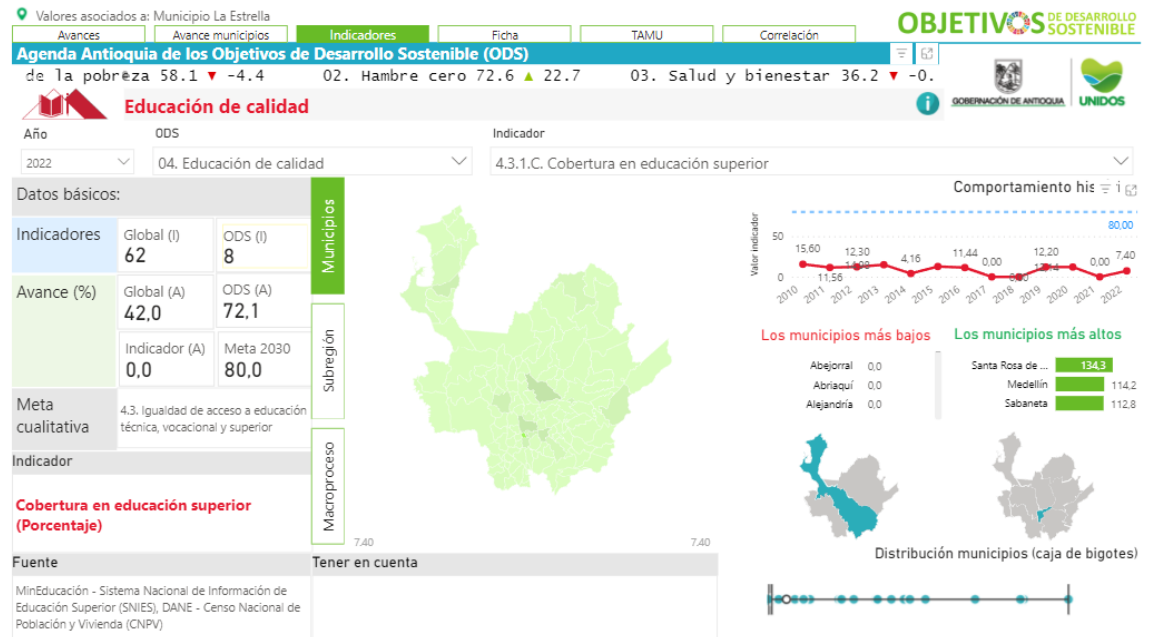 Valores asociados a: Municipio La Estrella
OBJETIVOS DE DESARROLLO SOSTENIBLE
Avances
Avance municipios
Indicadores
Ficha
TAMU
Correlación
Agenda Antioquia de los Objetivos de Desarrollo Sostenible (ODS)
de la pobreza 58.1 ▼ -4.4 02. Hambre cero 72.6 ▲ 22.7 03. Salud y bienestar 36.2 ▼ -0.
GOBERNACIÓN DE ANTIOQUIA
UNIDOS
Educación de calidad
Año
ODS
Indicador
2022
04. Educación de calidad
4.3.1.C. Cobertura en educación superior
Datos básicos:
Indicadores
Global (I)
62
ODS (I)
8
Avance (%)
Global (A)
42,0
ODS (A)
72,1
Indicador (A)
0,0
Meta 2030
80,0
Meta cualitativa
4.3. Igualdad de acceso a educación
técnica, vocacional y superior
Indicador
Cobertura en educación superior
(Porcentaje)
Fuente
MinEducación - Sistema Nacional de Información de
Educación Superior (SNIES), DANE - Censo Nacional de
Población y Vivienda (CNPV)
Municipios
Subregión
Macroproceso
7.40
7.40
Tener en cuenta
Comportamiento his
Valor indicador
50
0
80,00
15,60
11,56
12,30
4,16
11,44
0,00
12,20
0,00
7,40
2010
2011
2012
2013
2014
2015
2016
2017
2018
2019
2020
2021
2022
Los municipios más bajos
Abejorral 0,0
Abriaquí 0,0
Alejandría 0,0
Los municipios más altos
Santa Rosa de ... 134,3
Medellín 114,2
Sabaneta 112,8
Distribución municipios (caja de bigotes)